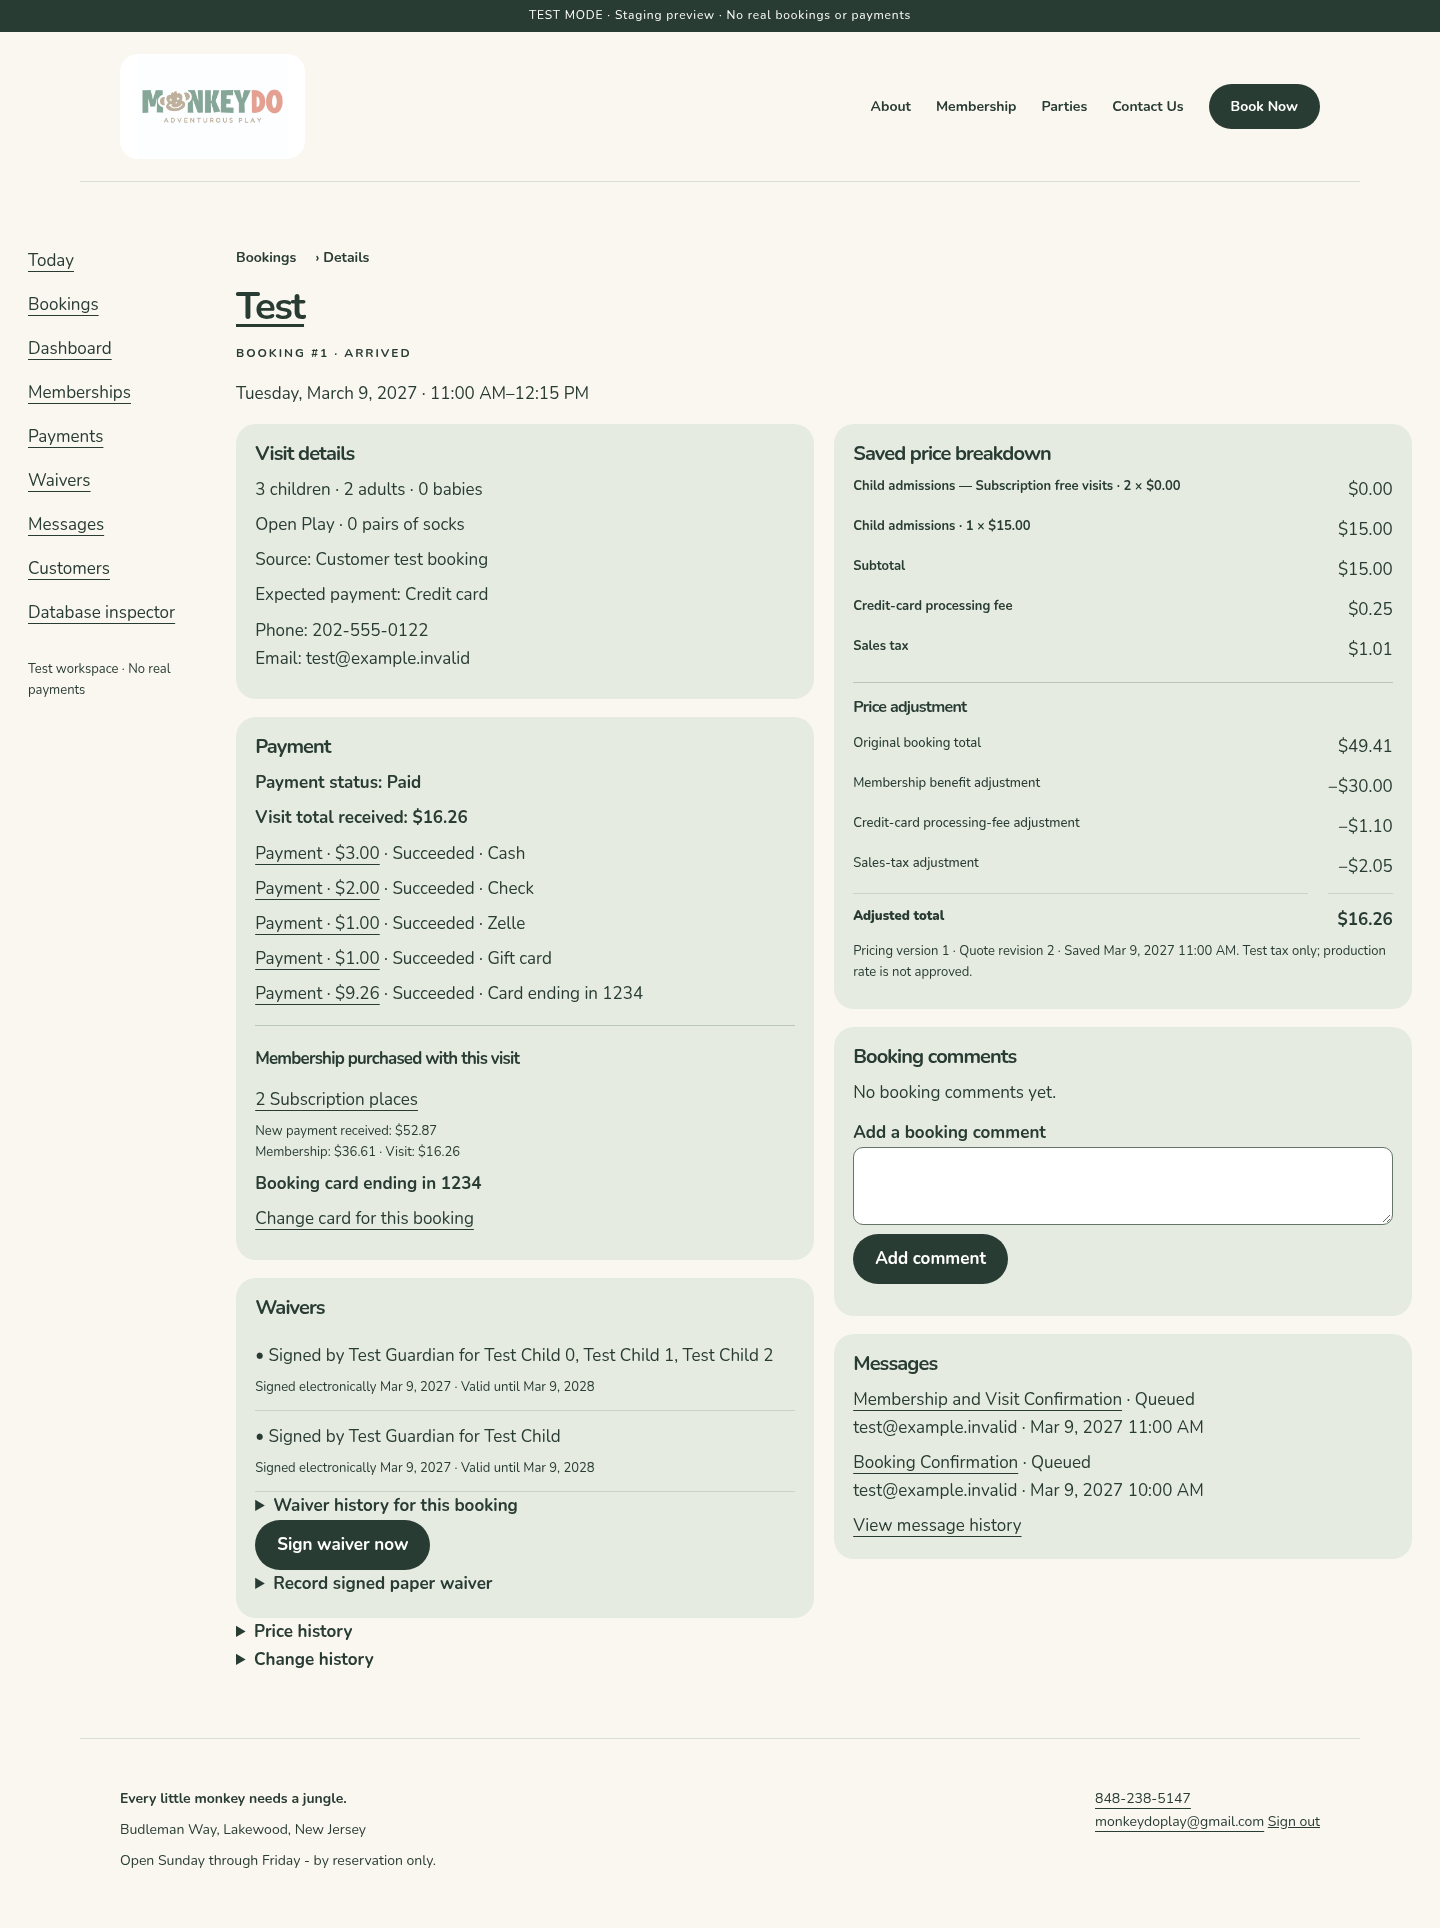 TEST MODE · Staging preview · No real bookings or payments
MONKEYDO
ADVENTUROUS PLAY
About Membership Parties Contact Us Book Now
Today
Bookings
Dashboard
Memberships
Payments
Waivers
Messages
Customers
Database inspector
Test workspace · No real
payments
Bookings › Details
Test
BOOKING #1 · ARRIVED
Tuesday, March 9, 2027 · 11:00 AM–12:15 PM
Visit details
3 children · 2 adults · 0 babies
Open Play · 0 pairs of socks
Source: Customer test booking
Expected payment: Credit card
Phone: 202-555-0122
Email: test@example.invalid
Payment
Payment status: Paid
Visit total received: $16.26
Payment · $3.00 · Succeeded · Cash
Payment · $2.00 · Succeeded · Check
Payment · $1.00 · Succeeded · Zelle
Payment · $1.00 · Succeeded · Gift card
Payment · $9.26 · Succeeded · Card ending in 1234
Membership purchased with this visit
2 Subscription places
New payment received: $52.87
Membership: $36.61 · Visit: $16.26
Booking card ending in 1234
Change card for this booking
Waivers
• Signed by Test Guardian for Test Child 0, Test Child 1, Test Child 2
Signed electronically Mar 9, 2027 · Valid until Mar 9, 2028
• Signed by Test Guardian for Test Child
Signed electronically Mar 9, 2027 · Valid until Mar 9, 2028
▶ Waiver history for this booking
Sign waiver now
▶ Record signed paper waiver
▶ Price history
▶ Change history
Saved price breakdown
Child admissions — Subscription free visits · 2 × $0.00 $0.00
Child admissions · 1 × $15.00 $15.00
Subtotal $15.00
Credit-card processing fee $0.25
Sales tax $1.01
Price adjustment
Original booking total $49.41
Membership benefit adjustment −$30.00
Credit-card processing-fee adjustment −$1.10
Sales-tax adjustment −$2.05
Adjusted total $16.26
Pricing version 1 · Quote revision 2 · Saved Mar 9, 2027 11:00 AM. Test tax only; production
rate is not approved.
Booking comments
No booking comments yet.
Add a booking comment
Add comment
Messages
Membership and Visit Confirmation · Queued
test@example.invalid · Mar 9, 2027 11:00 AM
Booking Confirmation · Queued
test@example.invalid · Mar 9, 2027 10:00 AM
View message history
Every little monkey needs a jungle.
Budleman Way, Lakewood, New Jersey
Open Sunday through Friday - by reservation only.
848-238-5147
monkeydoplay@gmail.com Sign out